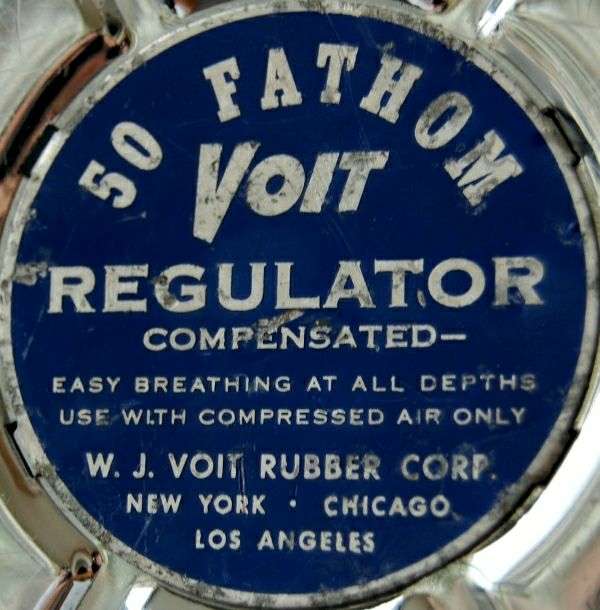 50 FATHOM
VOIT
REGULATOR
COMPENSATED—
EASY BREATHING AT ALL DEPTHS
USE WITH COMPRESSED AIR ONLY
W. J. VOIT RUBBER CORP.
NEW YORK · CHICAGO
LOS ANGELES